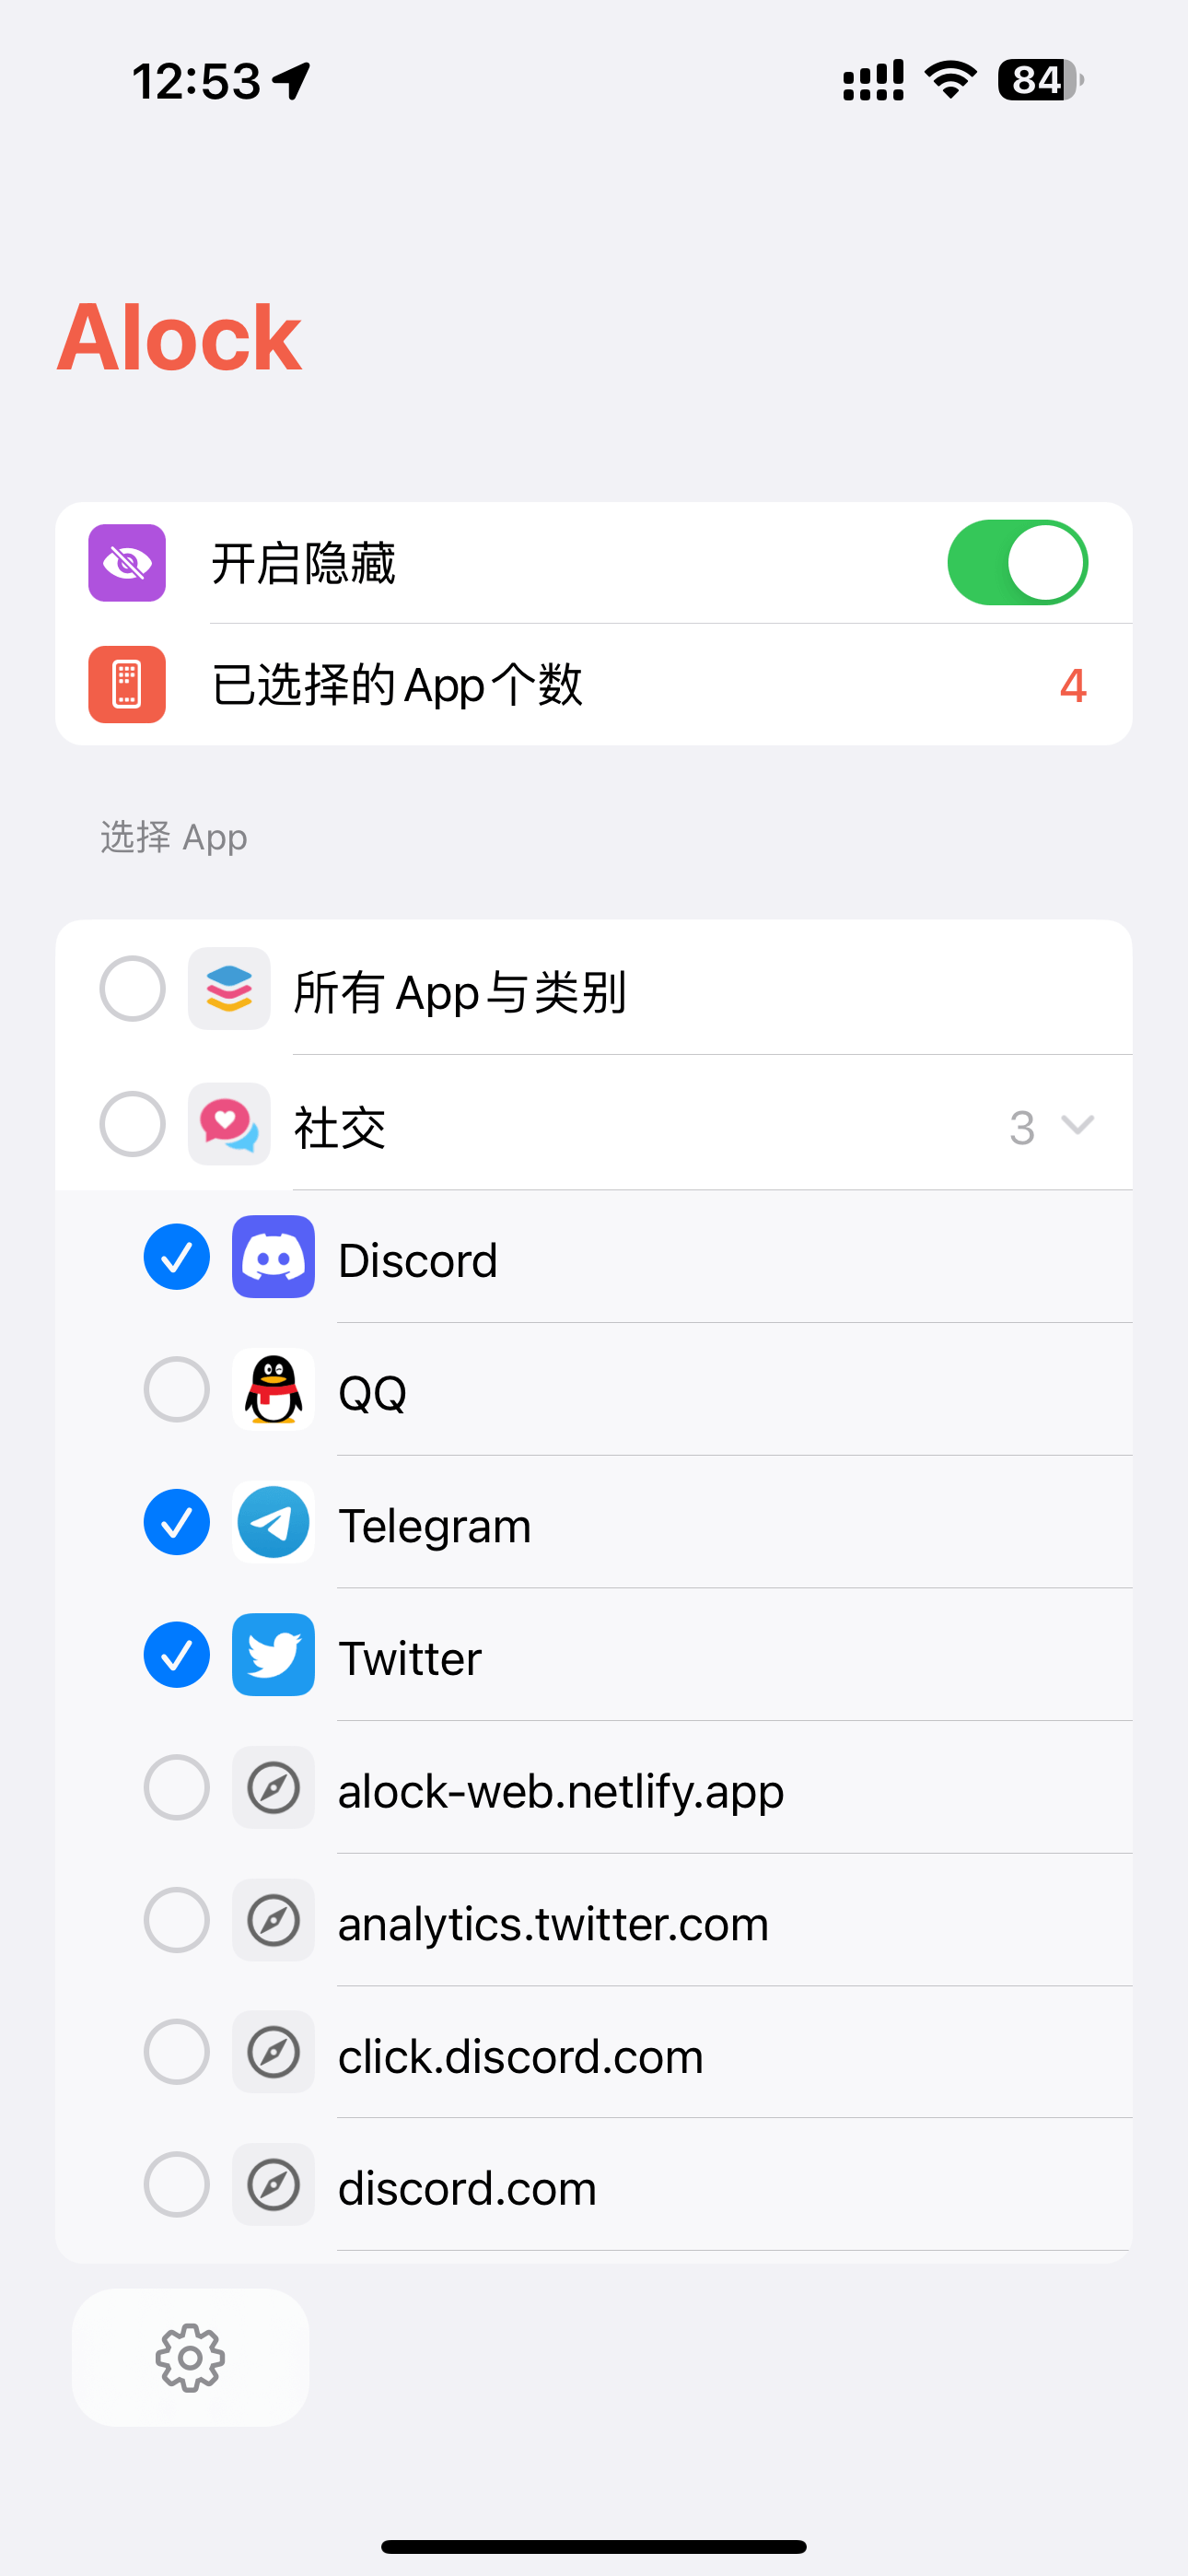 12:53
84
Alock
开启隐藏
已选择的 App 个数
4
选择 App
所有 App 与类别
社交
3
Discord
QQ
Telegram
Twitter
alock-web.netlify.app
analytics.twitter.com
click.discord.com
discord.com